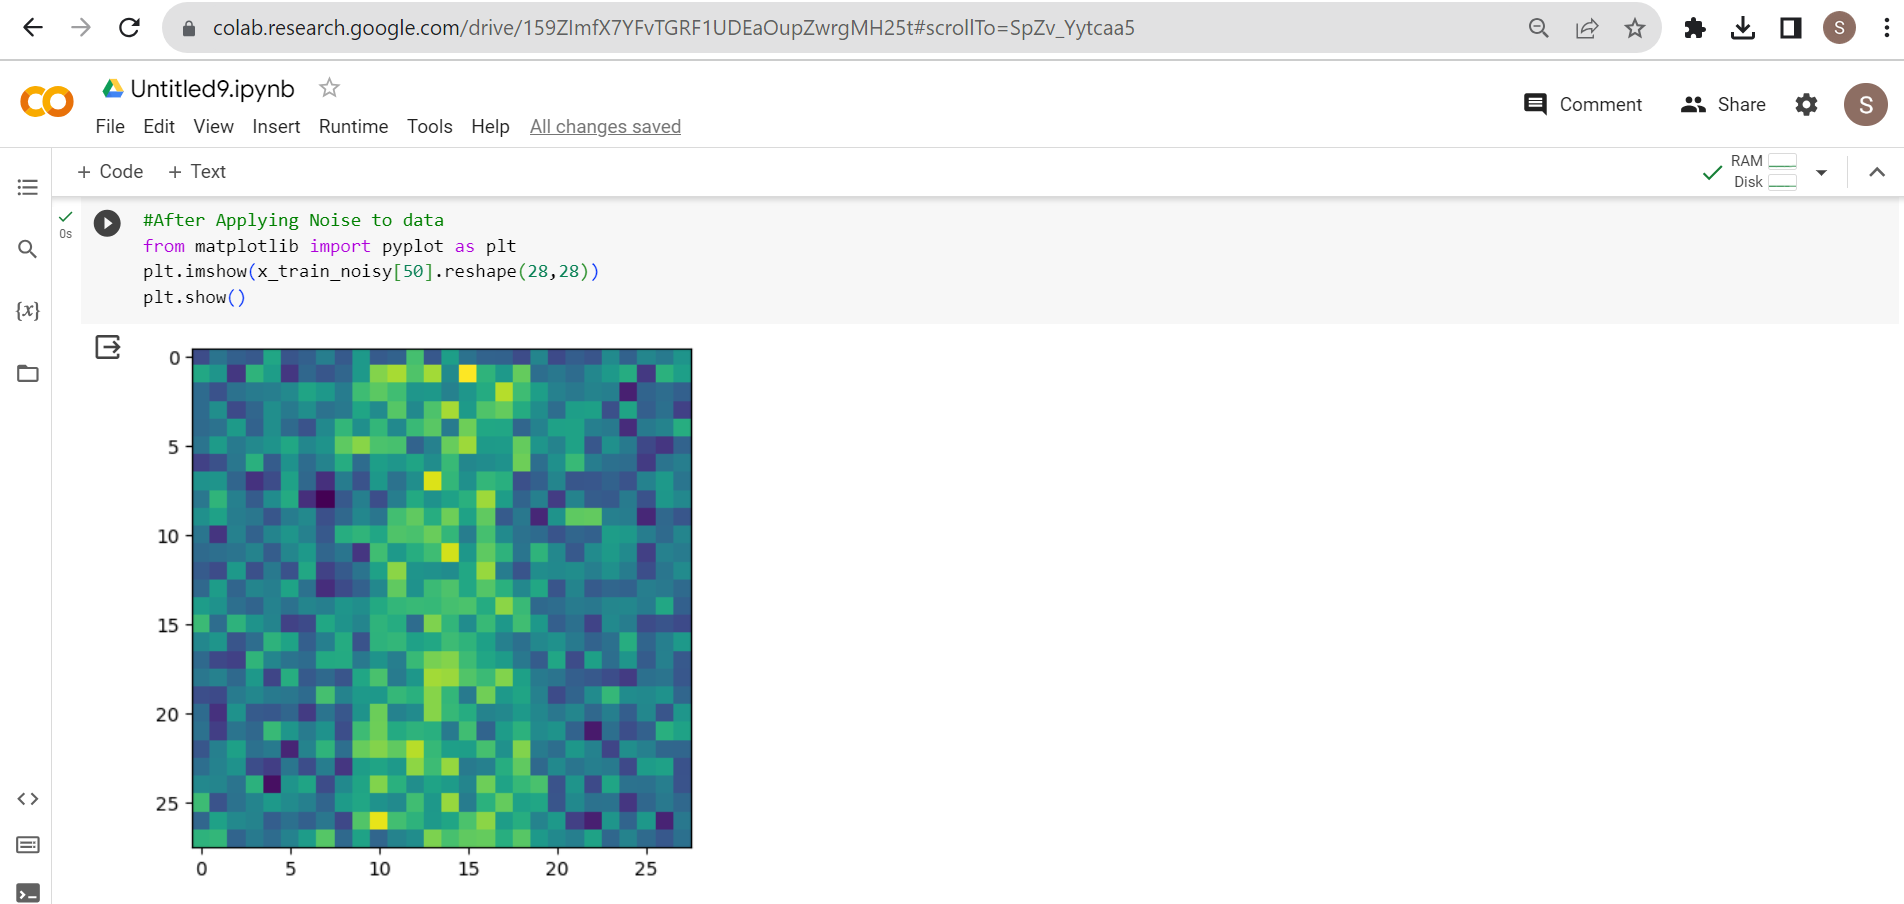 colab.research.google.com/drive/159ZImfX7YFvTGRF1UDEaOupZwrgMH25t#scrollTo=SpZv_Yytcaa5
S
Untitled9.ipynb
File Edit View Insert Runtime Tools Help All changes saved
Comment Share S
+ Code + Text
RAM
Disk
0s
#After Applying Noise to data
from matplotlib import pyplot as plt
plt.imshow(x_train_noisy[50].reshape(28,28))
plt.show()
{x}
0
5
10
15
20
25
0 5 10 15 20 25